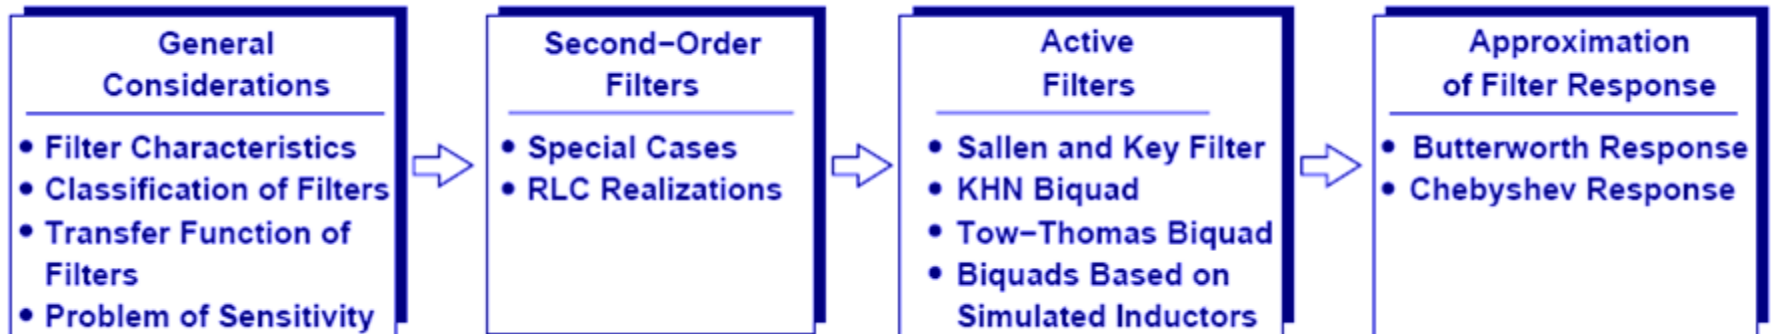 General
Considerations
• Filter Characteristics
• Classification of Filters
• Transfer Function of
Filters
• Problem of Sensitivity
Second−Order
Filters
• Special Cases
• RLC Realizations
Active
Filters
• Sallen and Key Filter
• KHN Biquad
• Tow−Thomas Biquad
• Biquads Based on
Simulated Inductors
Approximation
of Filter Response
• Butterworth Response
• Chebyshev Response